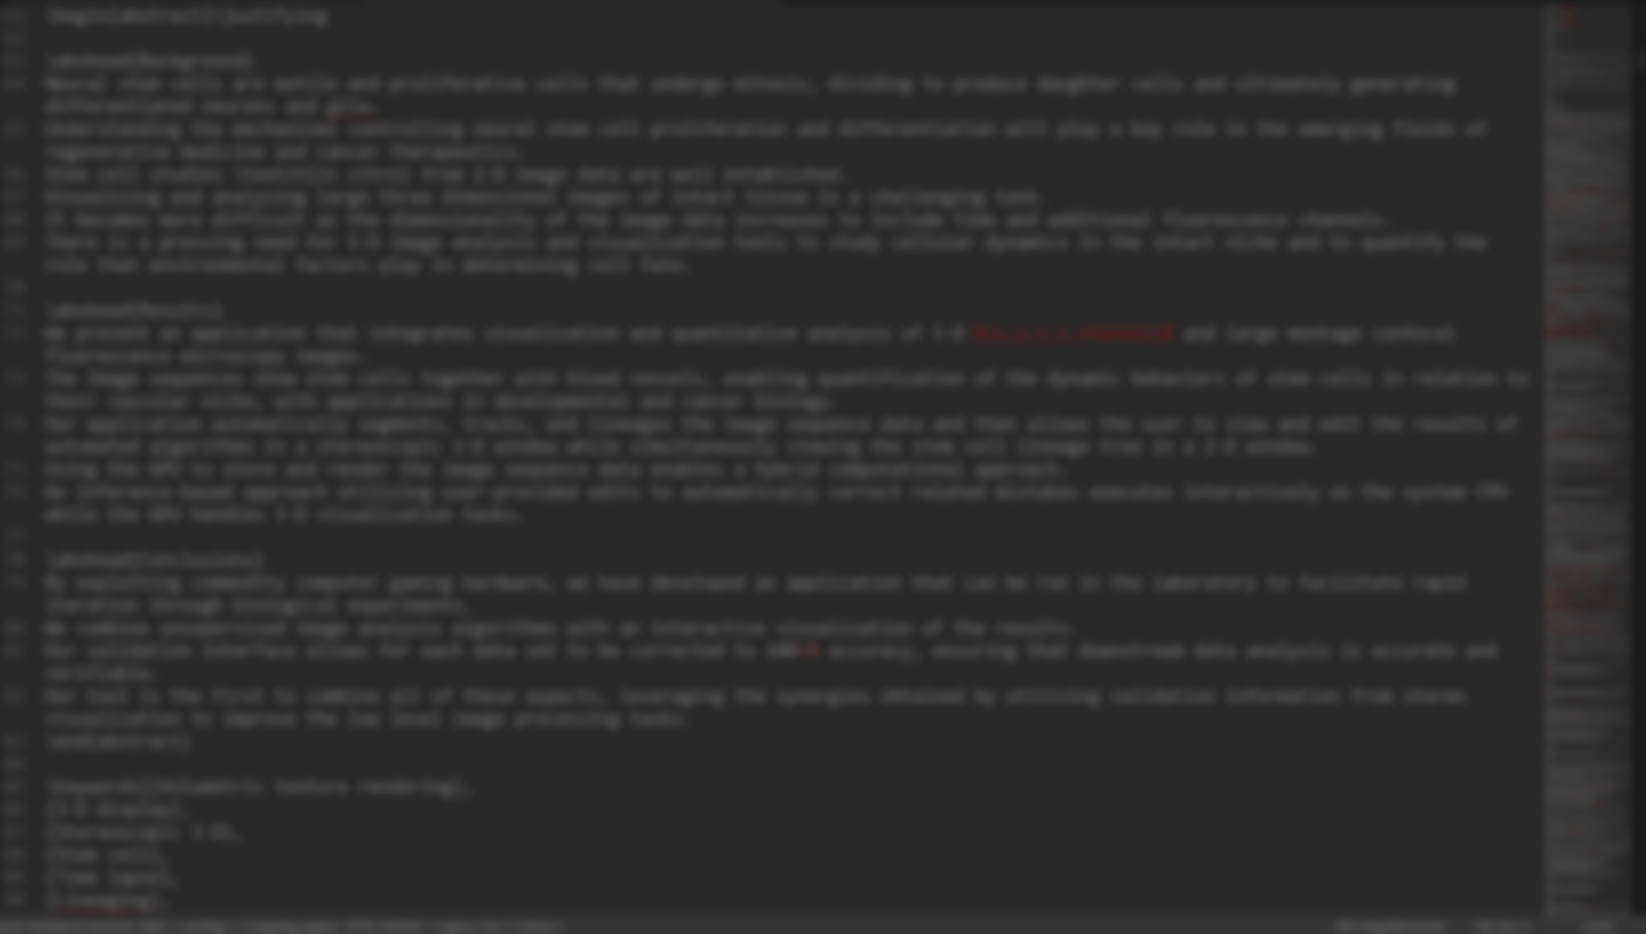 \begin{abstract}\justifying
\abshead{Background}
Neural stem cells are motile and proliferative cells that undergo mitosis, dividing to produce daughter cells and ultimately generating
differentiated neurons and glia.
Understanding the mechanisms controlling neural stem cell proliferation and differentiation will play a key role in the emerging fields of
regenerative medicine and cancer therapeutics.
Stem cell studies \textit{in vitro} from 2-D image data are well established.
Visualizing and analyzing large three dimensional images of intact tissue is a challenging task.
It becomes more difficult as the dimensionality of the image data increases to include time and additional fluorescence channels.
There is a pressing need for 5-D image analysis and visualization tools to study cellular dynamics in the intact niche and to quantify the
role that environmental factors play in determining cell fate.
\abshead{Results}
We present an application that integrates visualization and quantitative analysis of 5-D $(x,y,z,t,channel)$ and large montage confocal
fluorescence microscopy images.
The image sequences show stem cells together with blood vessels, enabling quantification of the dynamic behaviors of stem cells in relation to
their vascular niche, with applications in developmental and cancer biology.
Our application automatically segments, tracks, and lineages the image sequence data and then allows the user to view and edit the results of
automated algorithms in a stereoscopic 3-D window while simultaneously viewing the stem cell lineage tree in a 2-D window.
Using the GPU to store and render the image sequence data enables a hybrid computational approach.
An inference-based approach utilizing user-provided edits to automatically correct related mistakes executes interactively on the system CPU
while the GPU handles 3-D visualization tasks.
\abshead{Conclusions}
By exploiting commodity computer gaming hardware, we have developed an application that can be run in the laboratory to facilitate rapid
iteration through biological experiments.
We combine unsupervised image analysis algorithms with an interactive visualization of the results.
Our validation interface allows for each data set to be corrected to 100\% accuracy, ensuring that downstream data analysis is accurate and
verifiable.
Our tool is the first to combine all of these aspects, leveraging the synergies obtained by utilizing validation information from stereo
visualization to improve the low level image processing tasks.
\end{abstract}
\keywords{{Volumetric texture rendering},
{3-D display},
{Stereoscopic 3-D},
{Stem cell},
{Time lapse},
{Lineaging},